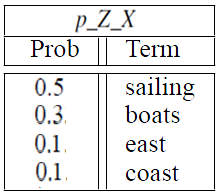 p_Z_X
Prob Term
0.5 sailing
0.3. boats
0.1. east
0.1. coast